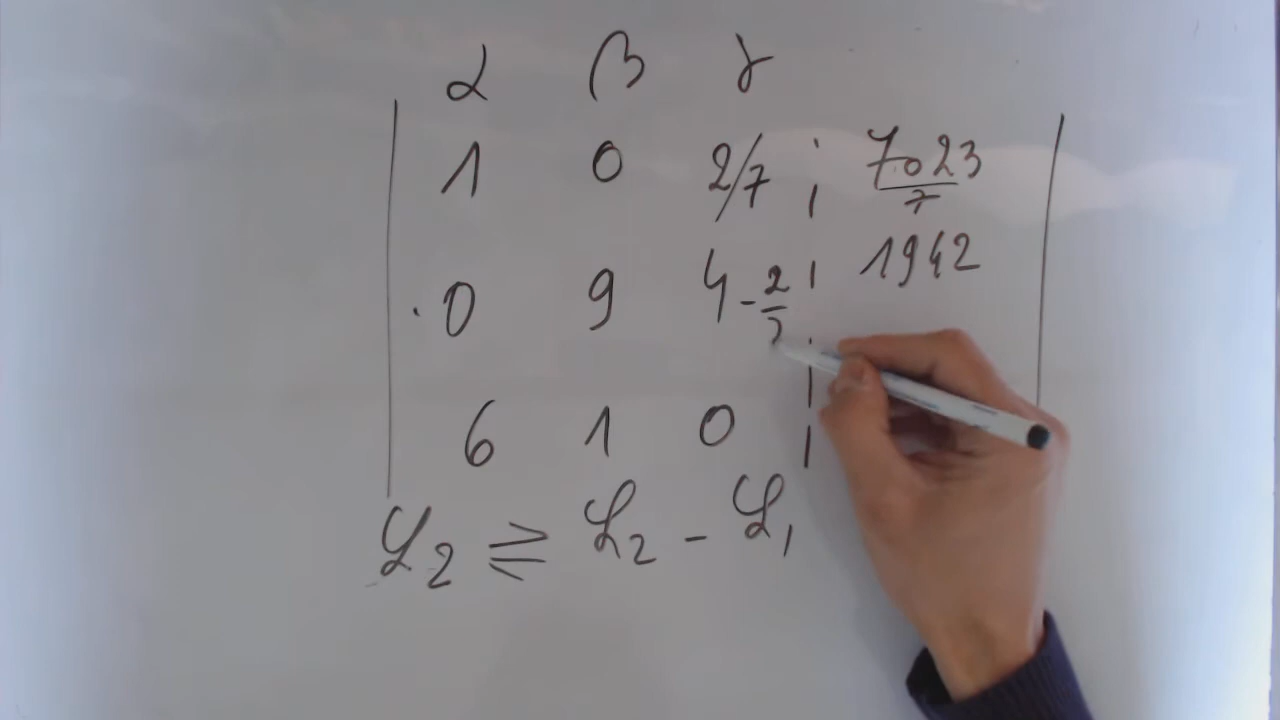 α β γ
1 0 2/7 ¦ 7023/7
0 9 4 - 2/7 ¦ 1942
6 1 0 ¦
L₂ ⇋ L₂ - L₁